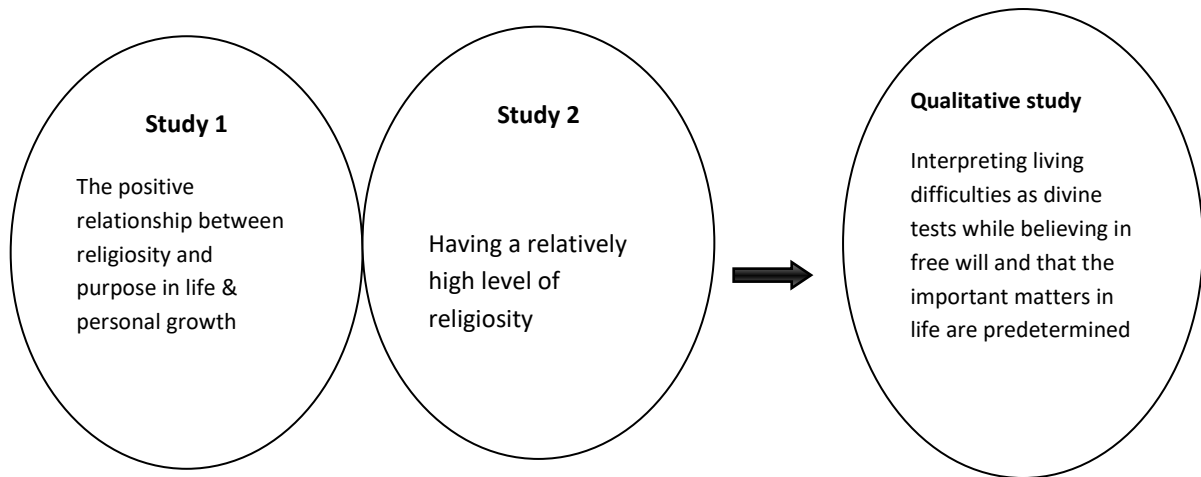 Study 1
The positive
relationship between
religiosity and
purpose in life &
personal growth
Study 2
Having a relatively
high level of
religiosity
Qualitative study
Interpreting living
difficulties as divine
tests while believing in
free will and that the
important matters in
life are predetermined